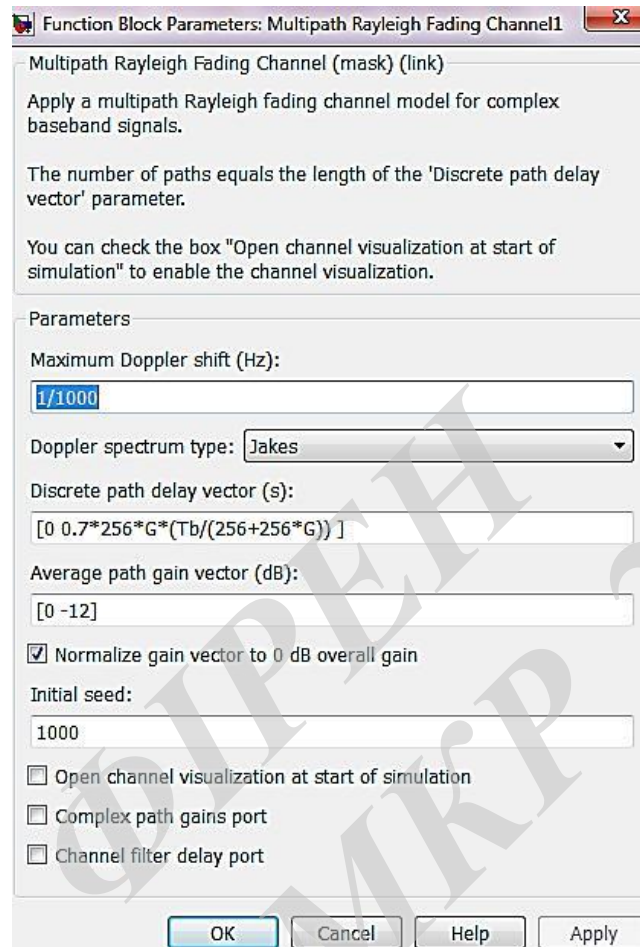 Function Block Parameters: Multipath Rayleigh Fading Channel1
Multipath Rayleigh Fading Channel (mask) (link)
Apply a multipath Rayleigh fading channel model for complex
baseband signals.
The number of paths equals the length of the 'Discrete path delay
vector' parameter.
You can check the box "Open channel visualization at start of
simulation" to enable the channel visualization.
Parameters
Maximum Doppler shift (Hz):
1/1000
Doppler spectrum type: Jakes
Discrete path delay vector (s):
[0 0.7*256*G*(Tb/(256+256*G)) ]
Average path gain vector (dB):
[0 -12]
Normalize gain vector to 0 dB overall gain
Initial seed:
1000
Open channel visualization at start of simulation
Complex path gains port
Channel filter delay port
OK Cancel Help Apply
ФІРЕН
МКР